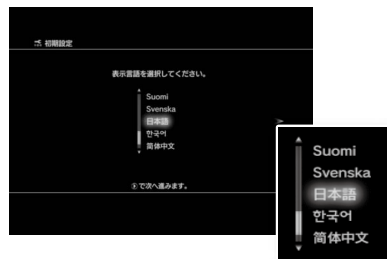 初期設定
表示言語を選択してください。
Suomi
Svenska
日本語
한국어
简体中文
で次へ進みます。
Suomi
Svenska
日本語
한국어
简体中文